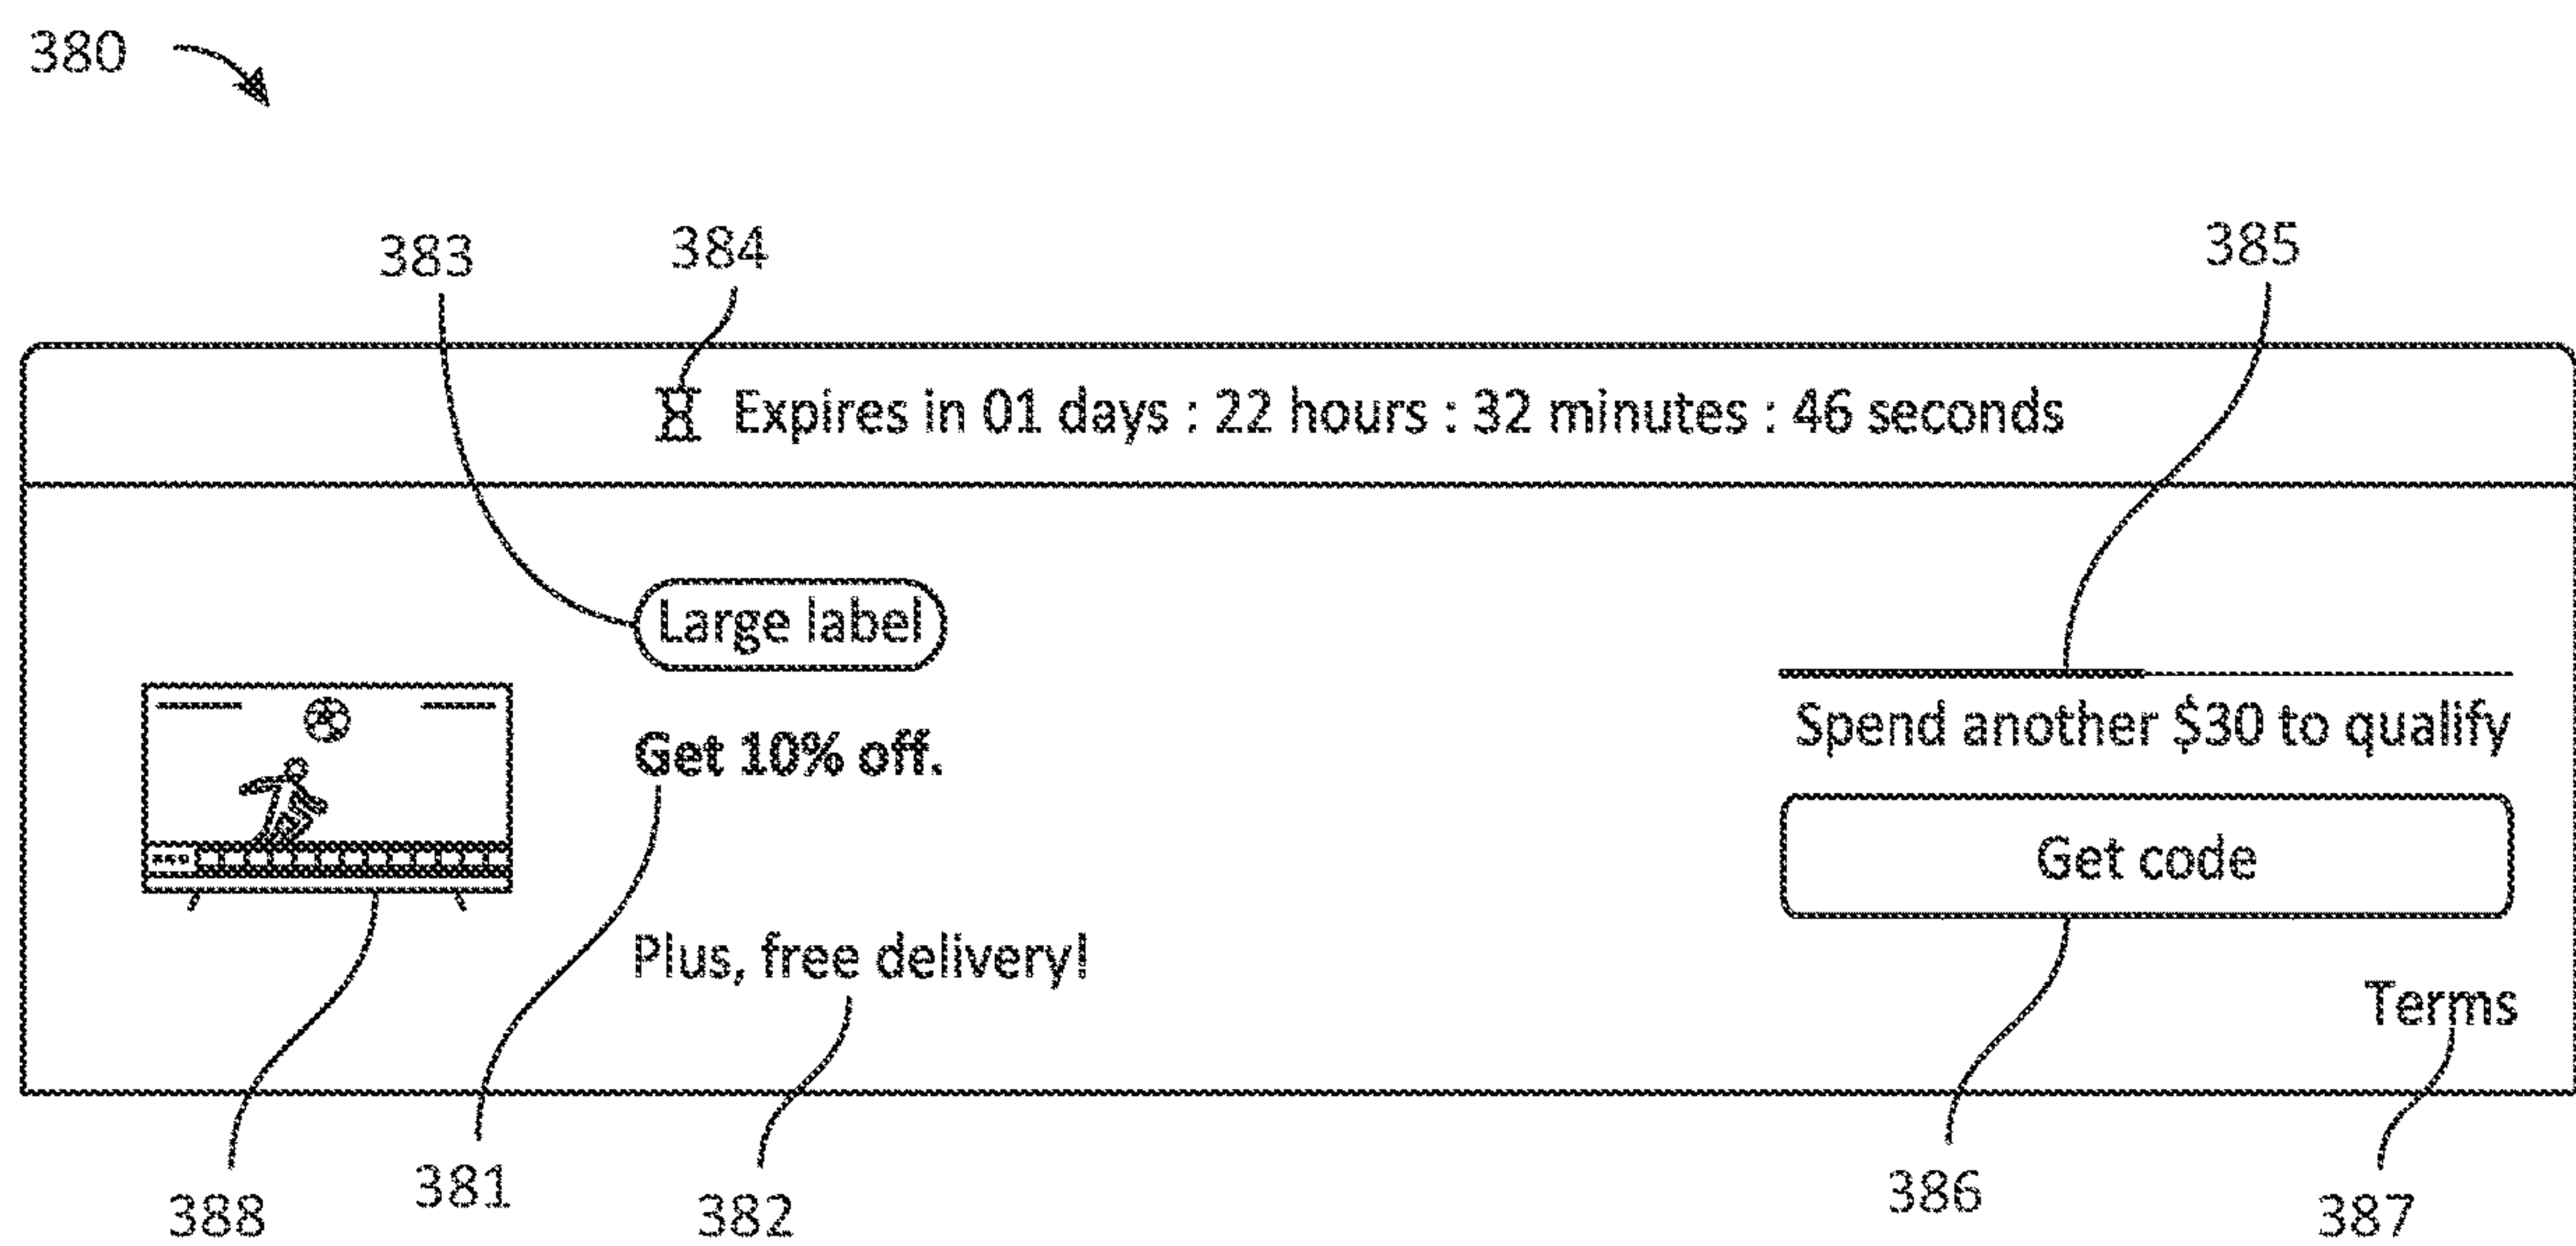 380
383
384
385
Expires in 01 days : 22 hours : 32 minutes : 46 seconds
Large label
Get 10% off.
Plus, free delivery!
Spend another $30 to qualify
Get code
Terms
388
381
382
386
387